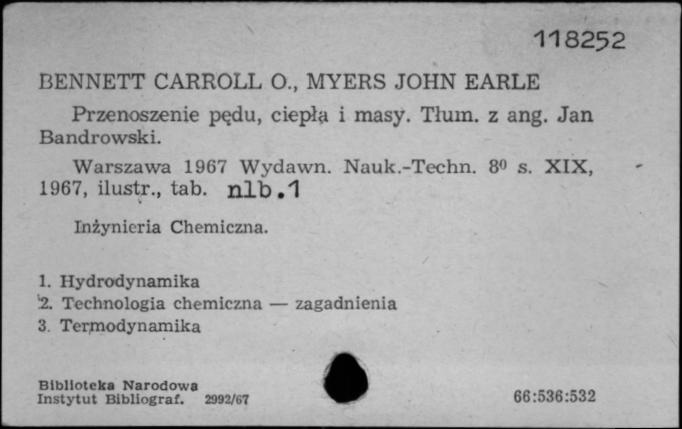 118252
BENNETT CARROLL O., MYERS JOHN EARLE
Przenoszenie pędu, ciepła i masy. Tłum. z ang. Jan
Bandrowski.
Warszawa 1967 Wydawn. Nauk.-Techn. 8⁰ s. XIX,
1967, ilustr., tab. nlb.1
Inżynieria Chemiczna.
1. Hydrodynamika
2. Technologia chemiczna — zagadnienia
3. Termodynamika
Biblioteka Narodowa
Instytut Bibliograf. 2992/67
66:536:532